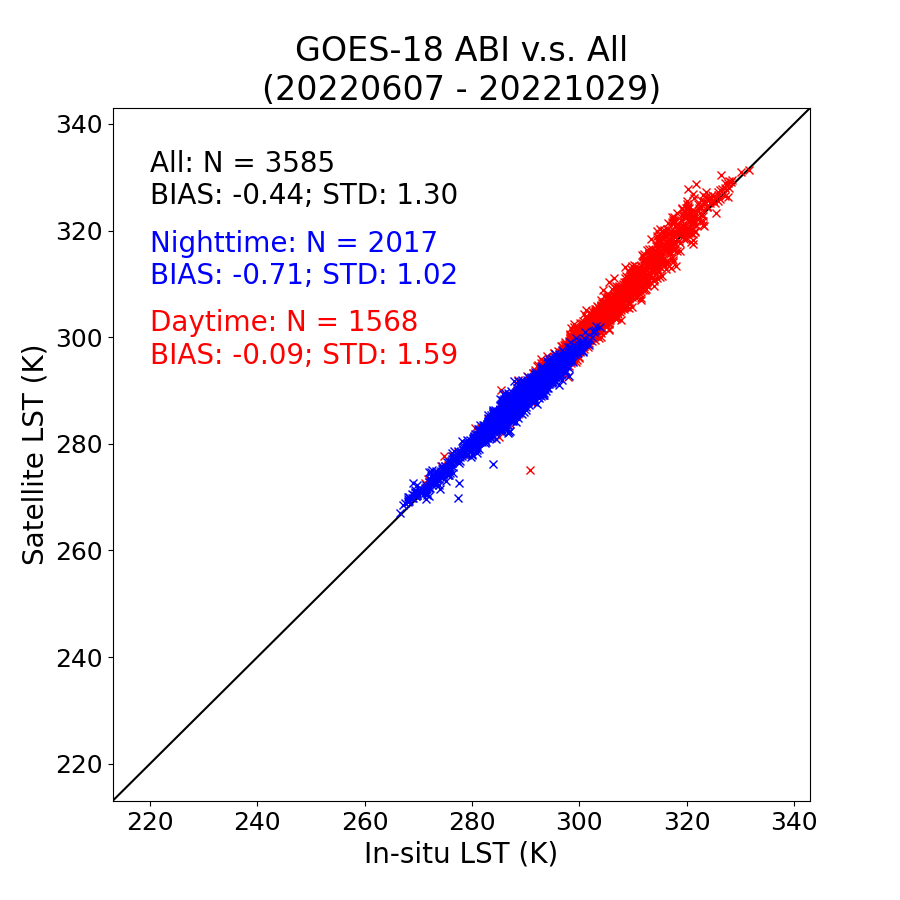 GOES-18 ABI v.s. All
(20220607 - 20221029)
340
320
300
280
260
240
220
Satellite LST (K)
All: N = 3585
BIAS: -0.44; STD: 1.30
Nighttime: N = 2017
BIAS: -0.71; STD: 1.02
Daytime: N = 1568
BIAS: -0.09; STD: 1.59
220 240 260 280 300 320 340
In-situ LST (K)